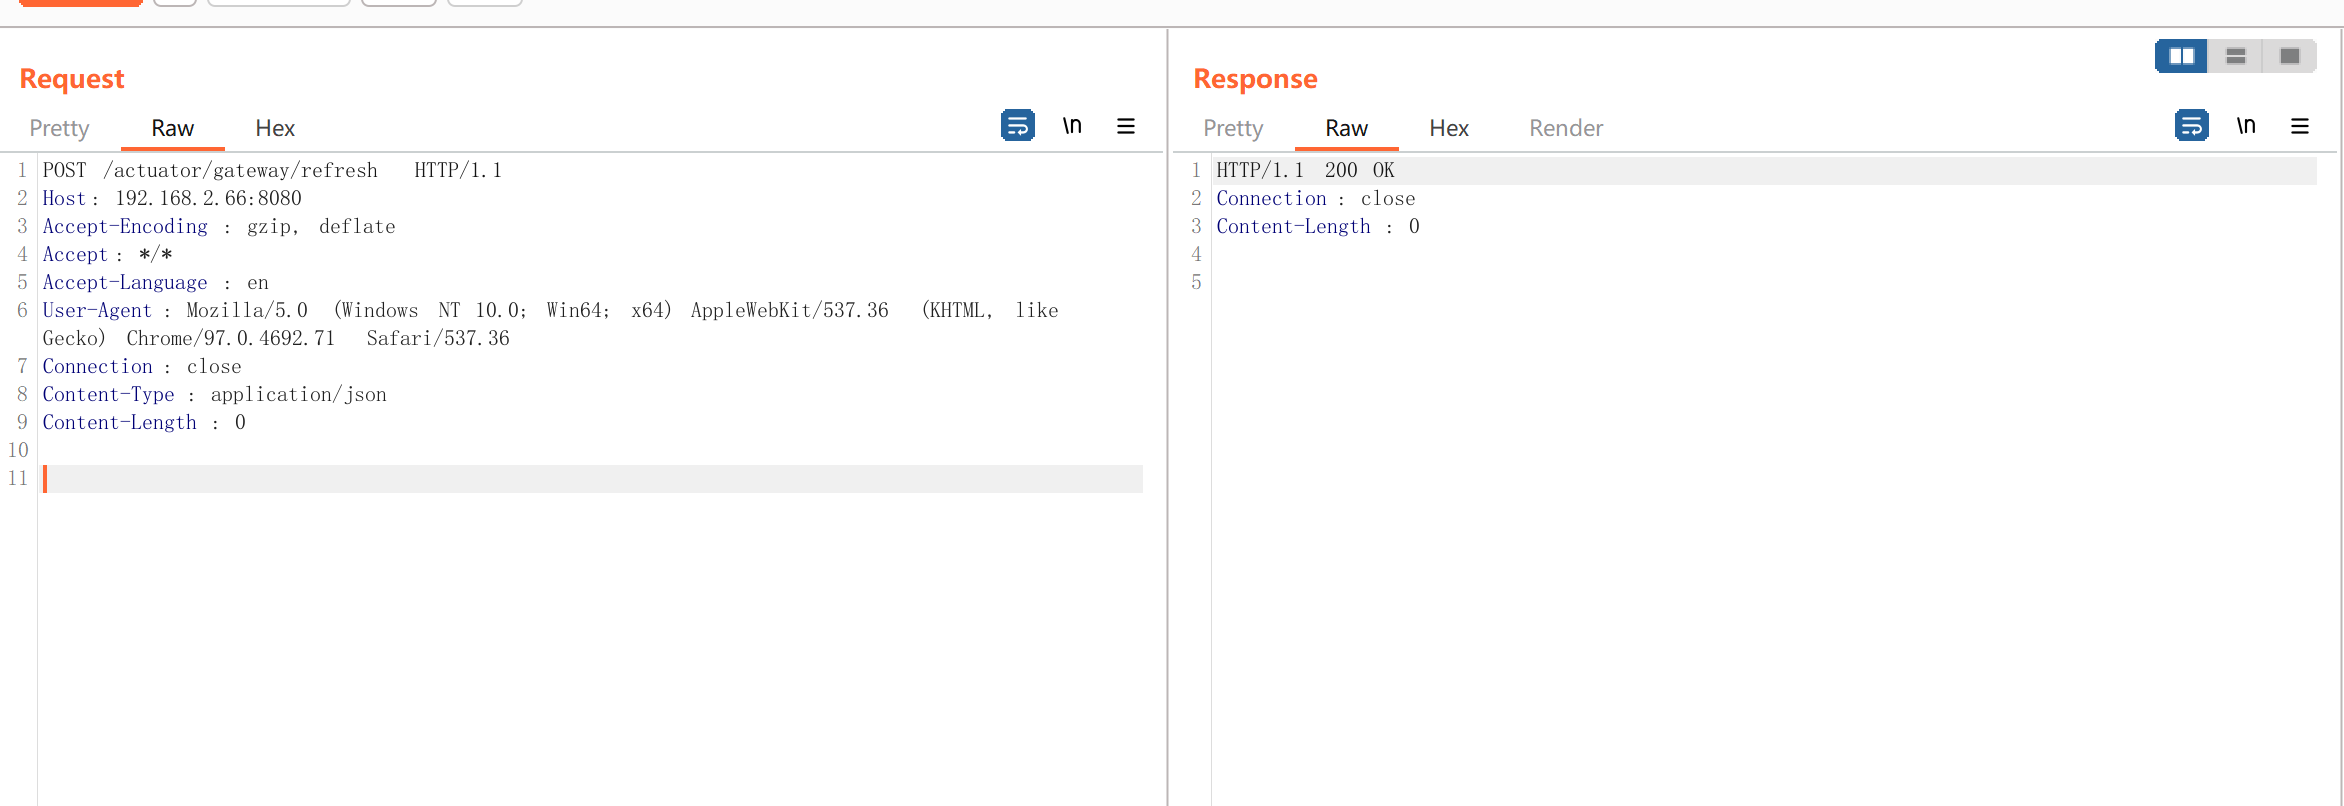 Request
Pretty Raw Hex \n
1 POST /actuator/gateway/refresh HTTP/1.1
2 Host: 192.168.2.66:8080
3 Accept-Encoding : gzip, deflate
4 Accept : */*
5 Accept-Language : en
6 User-Agent : Mozilla/5.0 (Windows NT 10.0; Win64; x64) AppleWebKit/537.36 (KHTML, like
Gecko) Chrome/97.0.4692.71 Safari/537.36
7 Connection : close
8 Content-Type : application/json
9 Content-Length : 0
10
11
Response
Pretty Raw Hex Render \n
1 HTTP/1.1 200 OK
2 Connection : close
3 Content-Length : 0
4
5